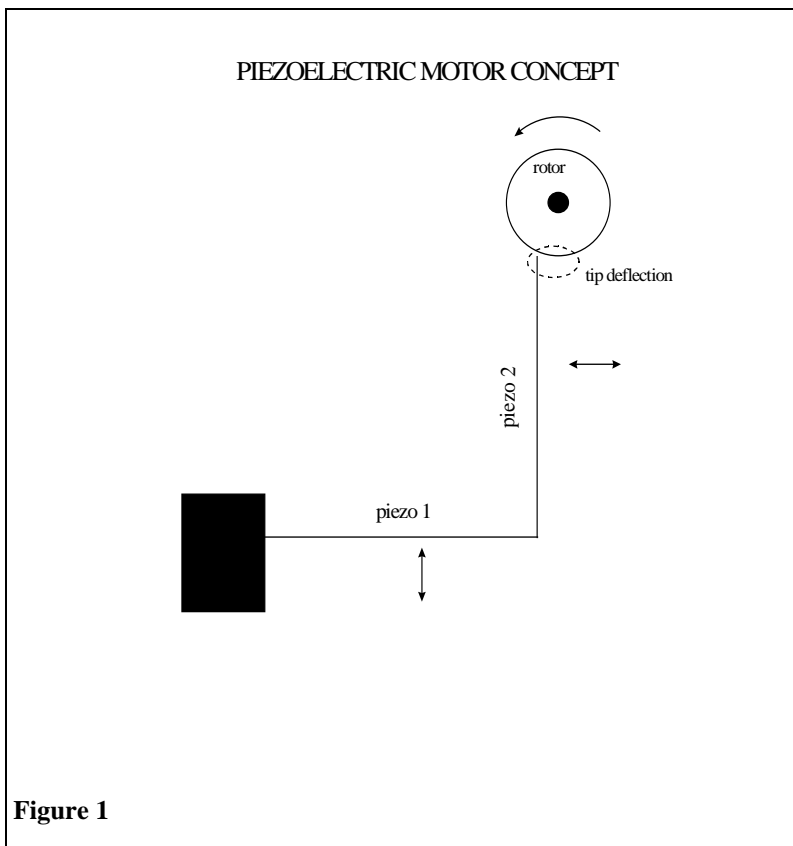 PIEZOELECTRIC MOTOR CONCEPT
rotor
tip deflection
piezo 2
piezo 1
Figure 1